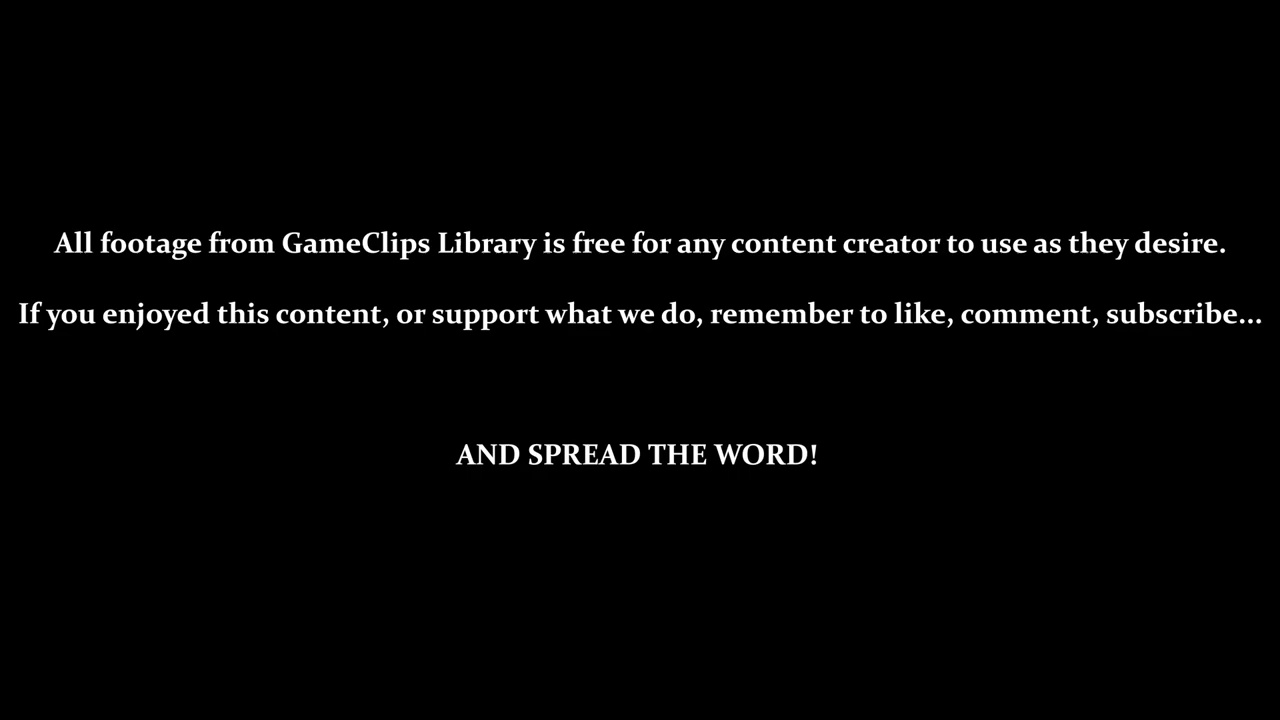 All footage from GameClips Library is free for any content creator to use as they desire.
If you enjoyed this content, or support what we do, remember to like, comment, subscribe...
AND SPREAD THE WORD!